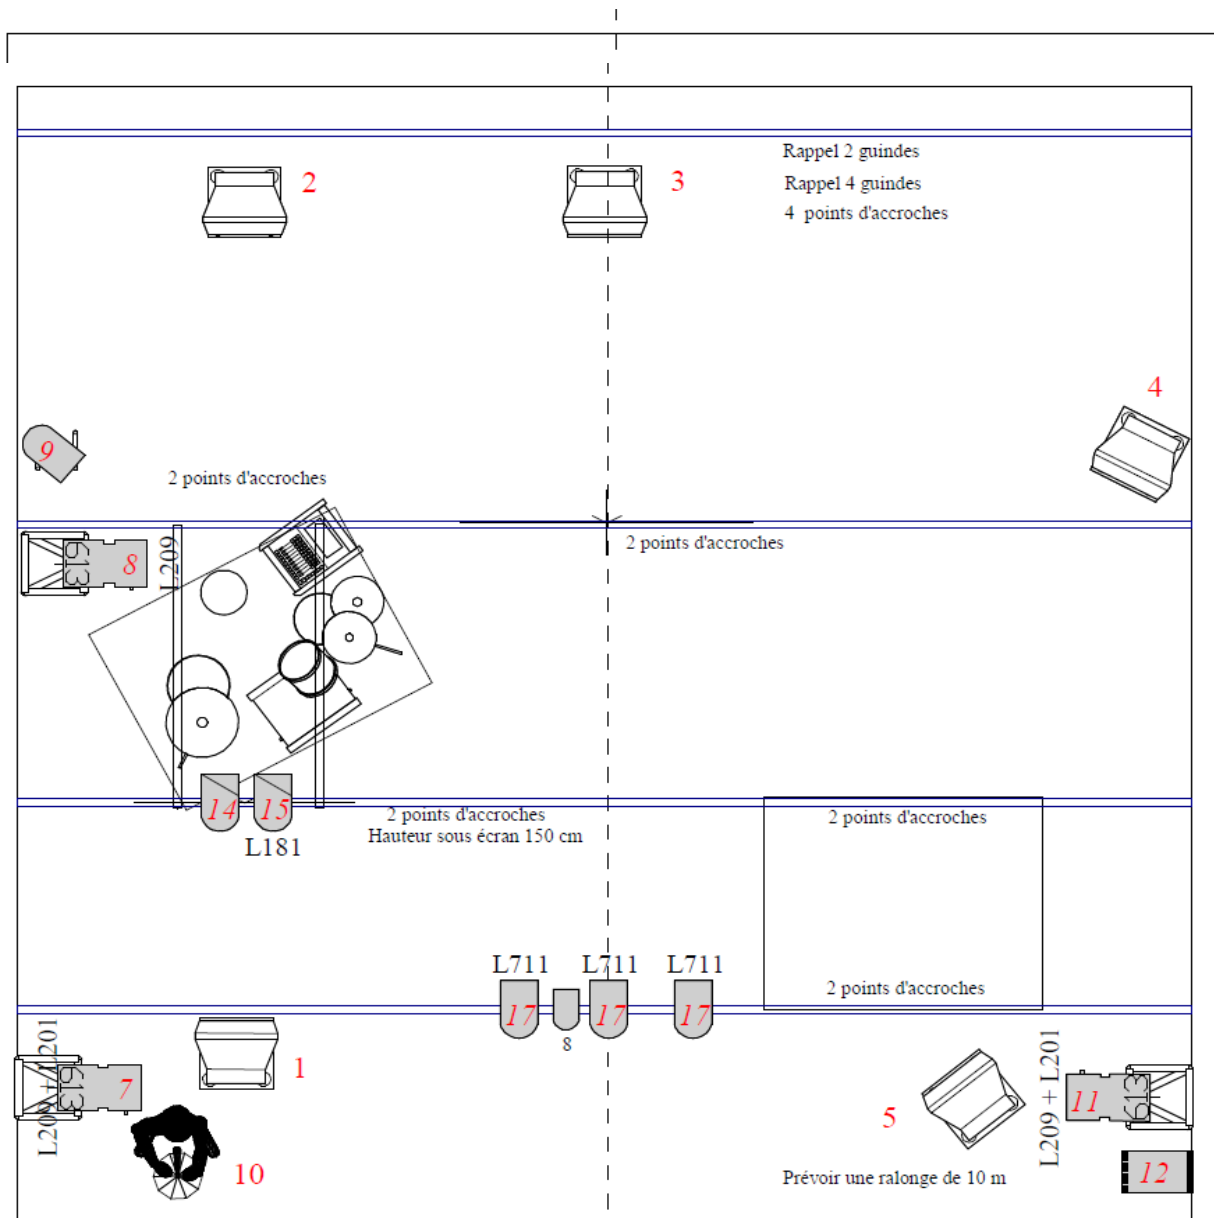 Rappel 2 guindes
2
3
Rappel 4 guindes
4 points d'accroches
4
9
2 points d'accroches
2 points d'accroches
613
8
L209
14
15
2 points d'accroches
2 points d'accroches
Hauteur sous écran 150 cm
L181
L711
L711
L711
2 points d'accroches
17
17
17
8
L209 + L201
613
7
1
5
L209 + L201
11
613
10
Prévoir une ralonge de 10 m
12